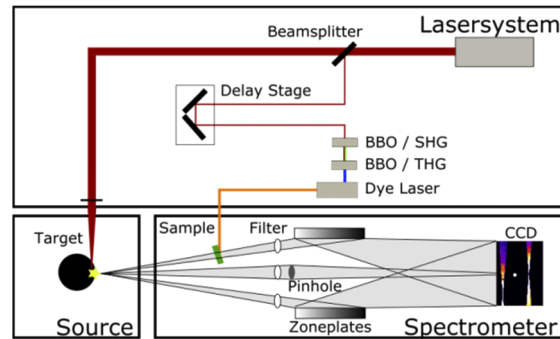 Lasersystem
Beamsplitter
Delay Stage
BBO / SHG
BBO / THG
Dye Laser
Sample
Filter
CCD
Target
Pinhole
Source
Zoneplates
Spectrometer